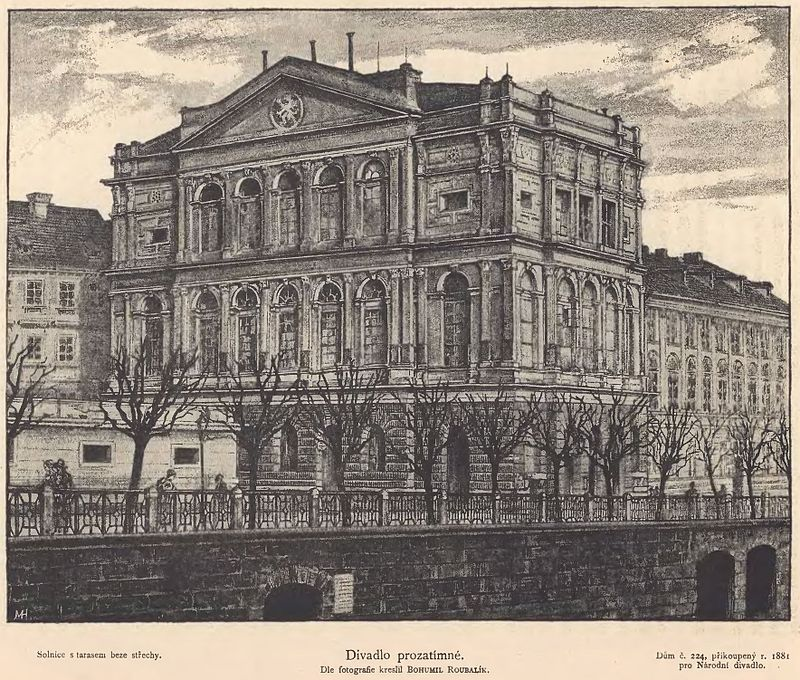 MH
Solnice s tarasem beze střechy.
Divadlo prozatímné.
Dle fotografie kreslil BOHUMIL ROUBALÍK.
Dům č. 224, přikoupený r. 1881
pro Národní divadlo.